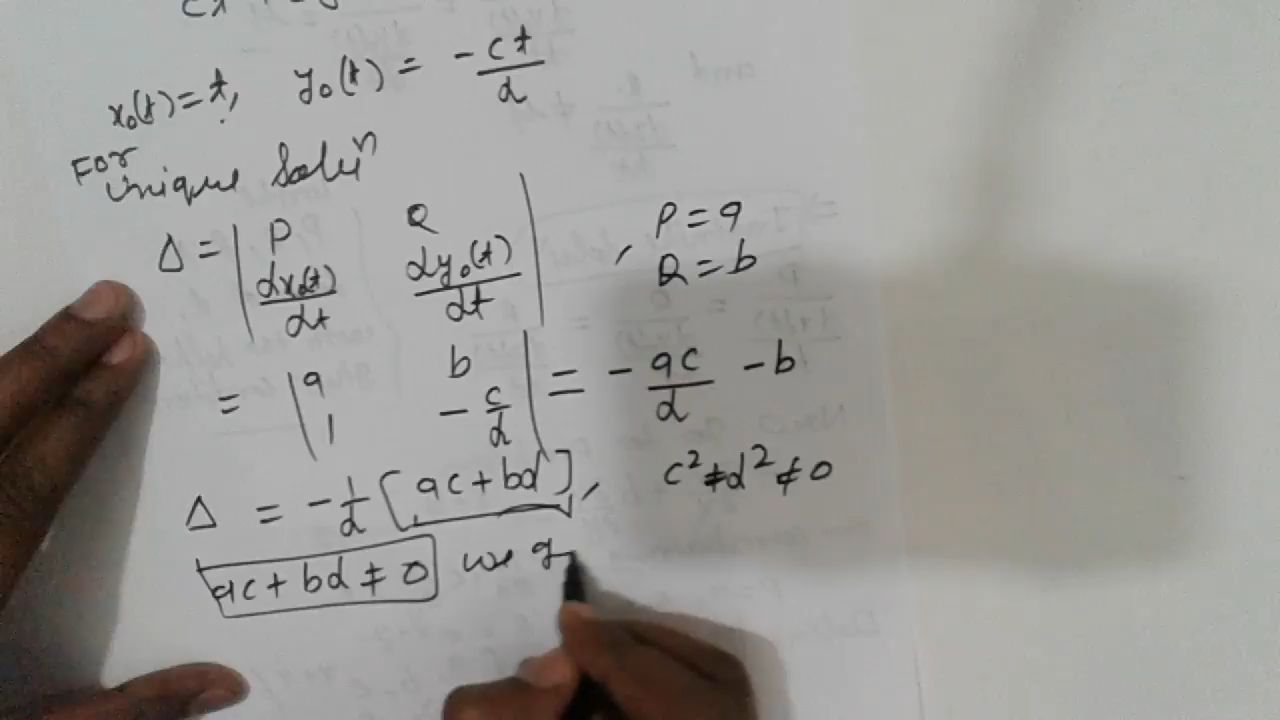 x₀(t) = t, y₀(t) = -ct/d
For
Unique Soluⁿ
Δ = | P Q |
| dx₀(t)/dt dy₀(t)/dt | , P = a
Q = b
= | a b |
| 1 -c/d | = - ac/d - b
Δ = -1/d [ac + bd], c² ≠ d² ≠ 0
ac + bd ≠ 0 we g